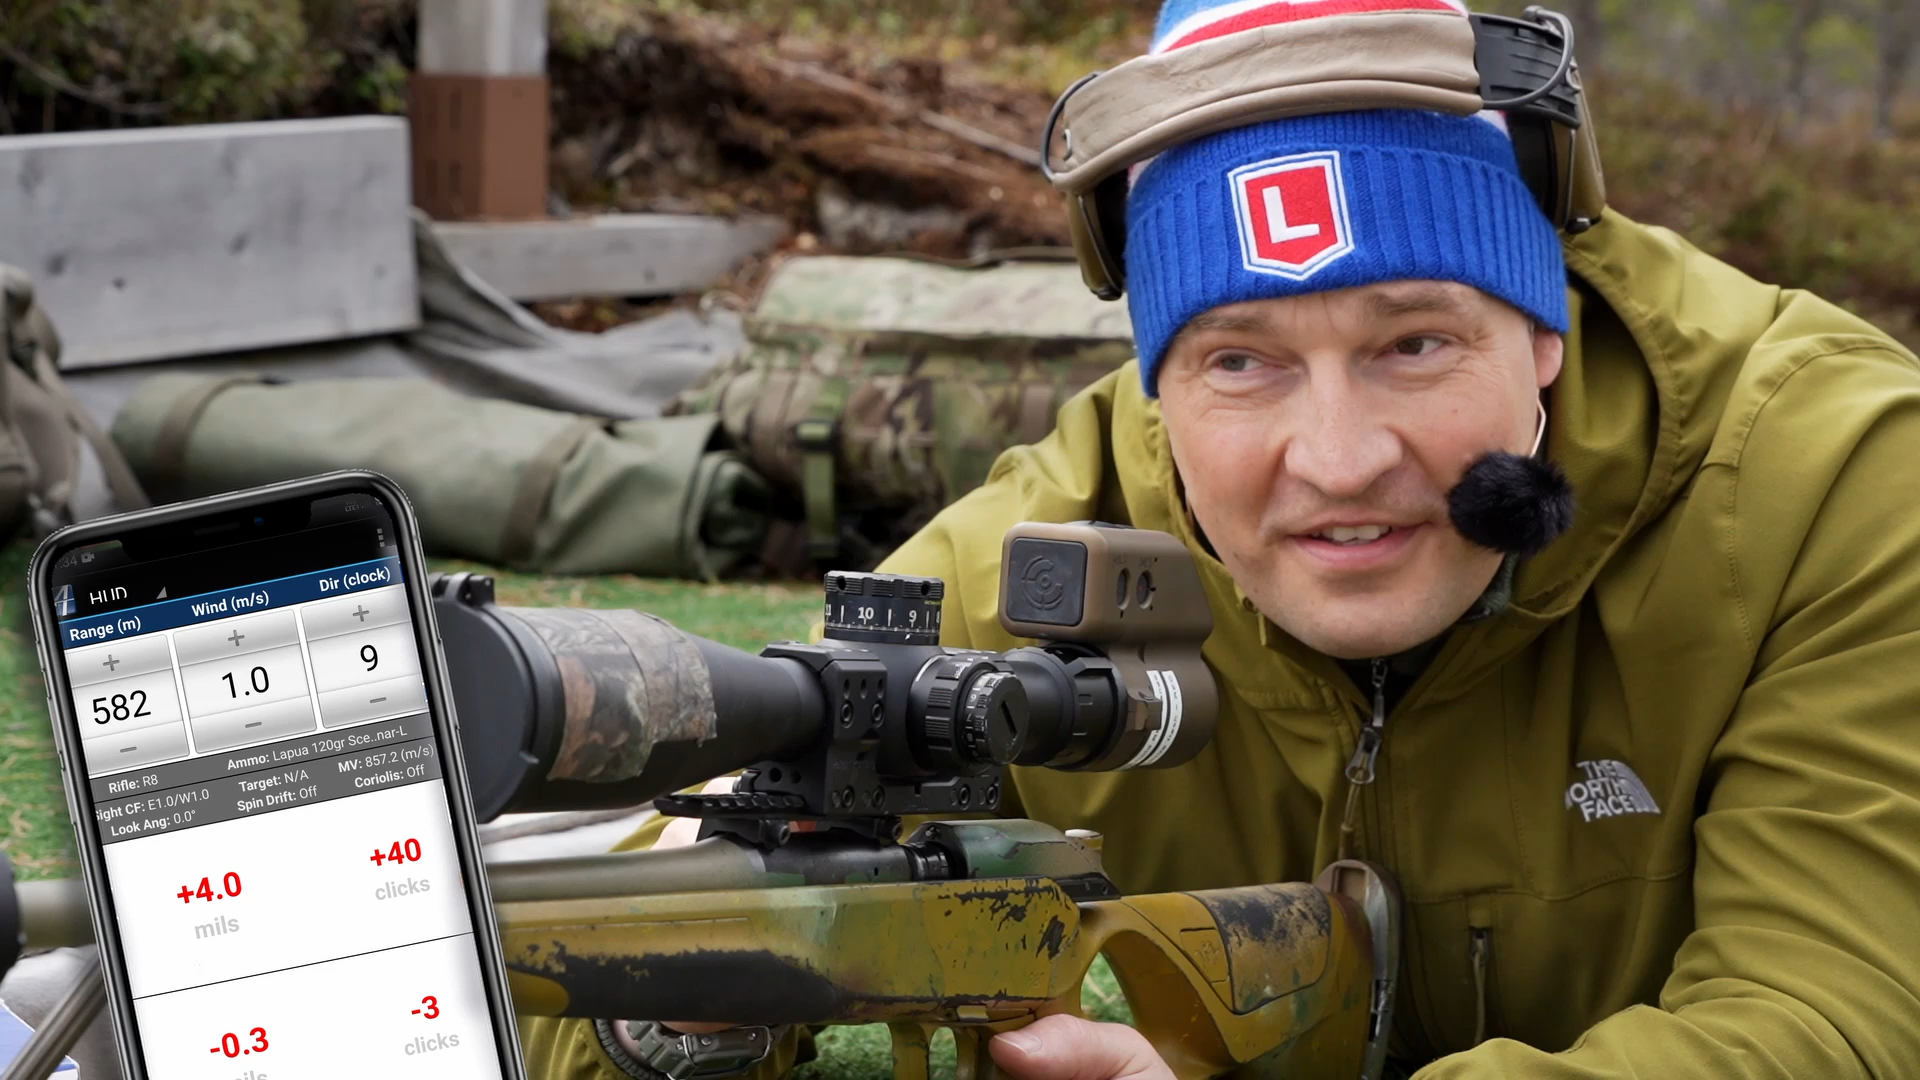 L
HUD
Range (m)
Wind (m/s)
Dir (clock)
+
+
+
582
1.0
9
−
−
−
Rifle: R8
Ammo: Lapua 120gr Sce..nar-L
Sight CF: E1.0/W1.0
Target: N/A
MV: 857.2 (m/s)
Look Ang: 0.0°
Spin Drift: Off
Coriolis: Off
+4.0
mils
+40
clicks
-0.3
mils
-3
clicks
10 9
THE
NORTH
FACE